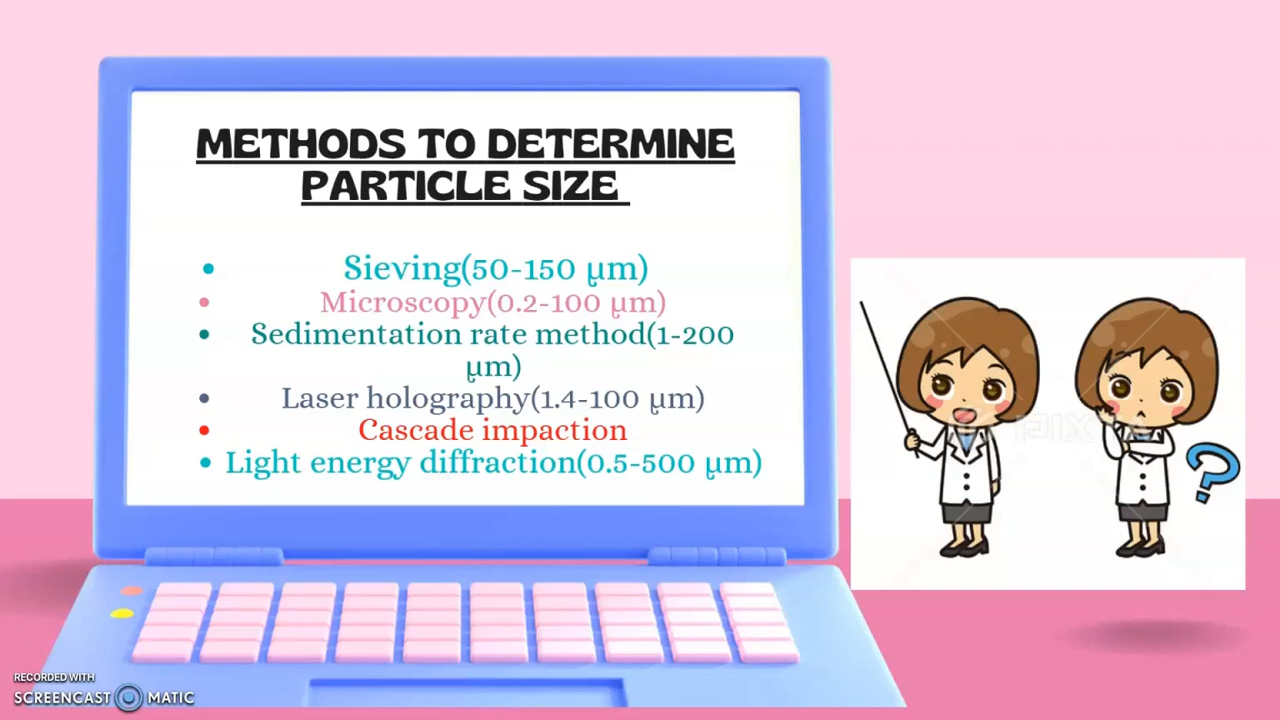 METHODS TO DETERMINE
PARTICLE SIZE
• Sieving(50-150 µm)
• Microscopy(0.2-100 µm)
• Sedimentation rate method(1-200
µm)
• Laser holography(1.4-100 µm)
• Cascade impaction
• Light energy diffraction(0.5-500 µm)
?
RECORDED WITH
SCREENCAST MATIC